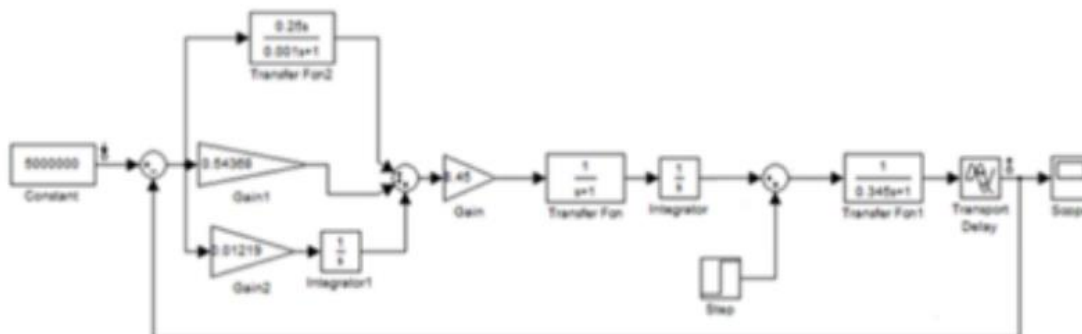 0.25s
0.001s+1
Transfer Fcn2
5000000
Constant
0.54368
Gain1
0.01219
Gain2
1
s
Integrator1
Gain
1
s+1
Transfer Fcn
1
s
Integrator
Step
1
0.345s+1
Transfer Fcn1
Transport
Delay